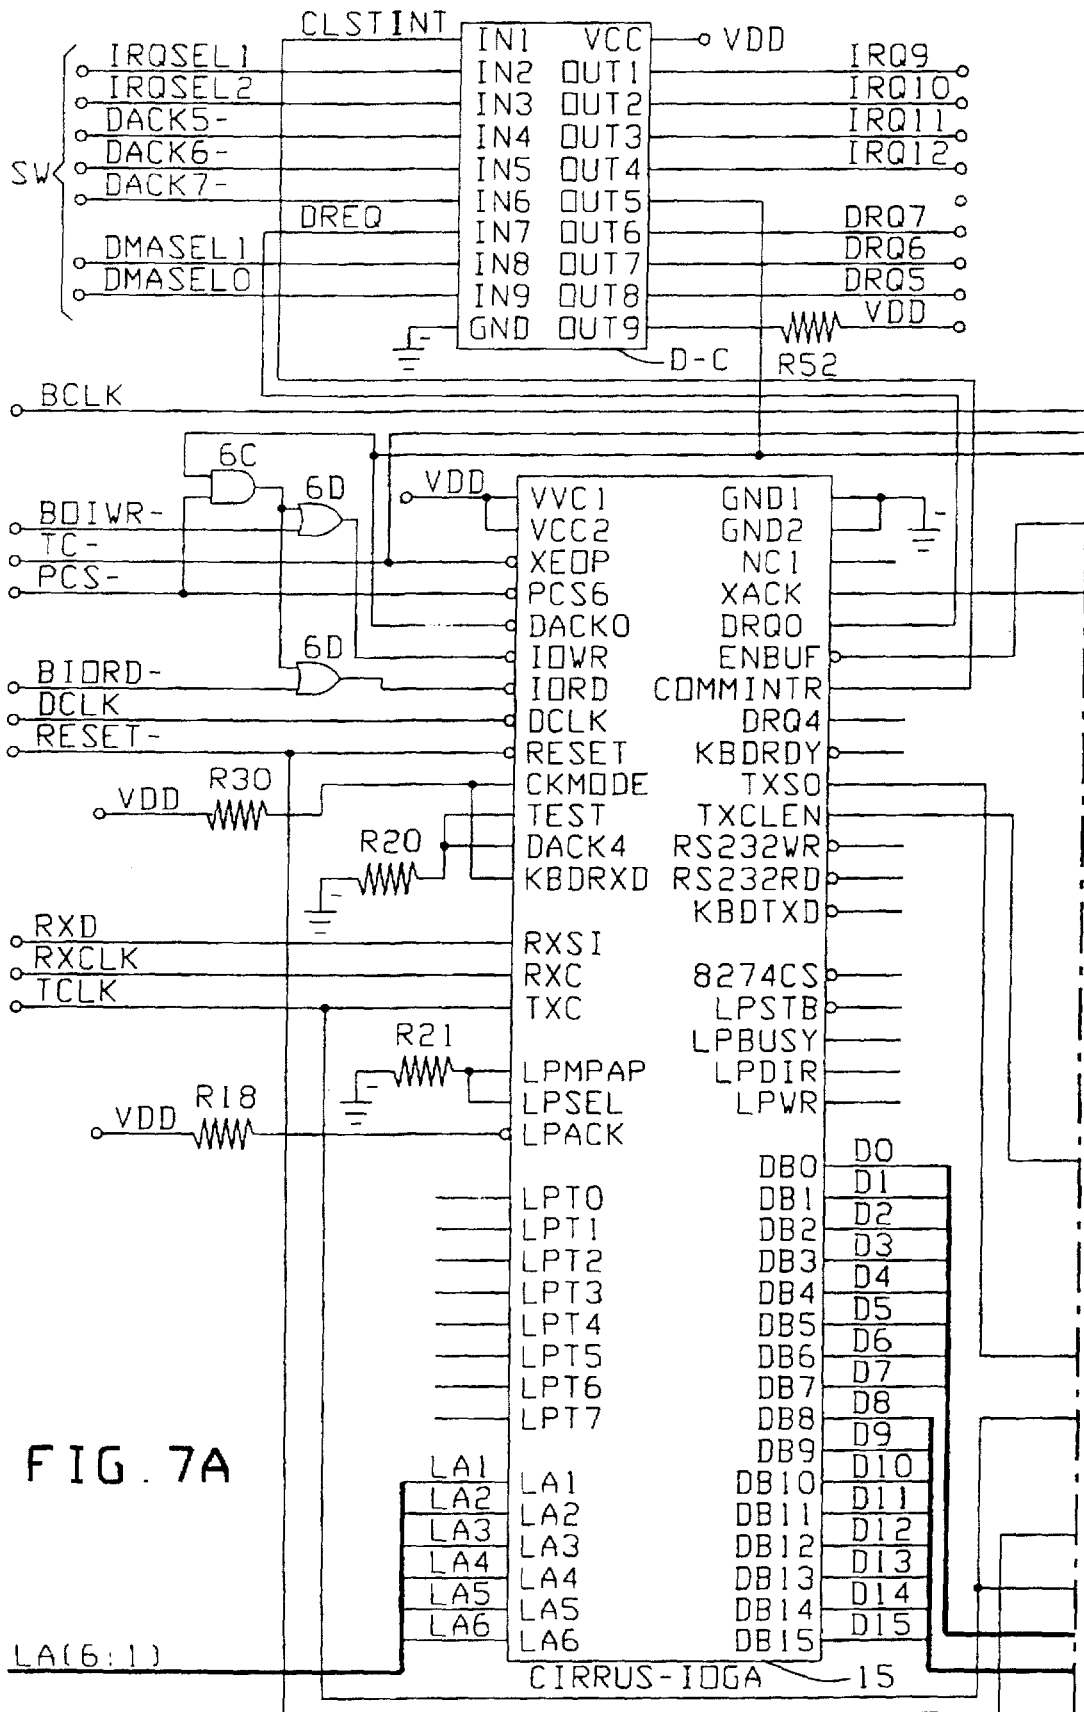 CLSTINT
IN1 VCC VDD
IRQSEL1 IN2 OUT1 IRQ9
IRQSEL2 IN3 OUT2 IRQ10
DACK5- IN4 OUT3 IRQ11
DACK6- IN5 OUT4 IRQ12
SW
DACK7- IN6 OUT5
DREQ IN7 OUT6 DRQ7
DMASEL1 IN8 OUT7 DRQ6
DMASEL0 IN9 OUT8 DRQ5
GND OUT9 VDD
D-C R52
BCLK
6C
VDD VVC1 GND1
6D
BDIWR- VCC2 GND2
TC- XEOP NC1
PCS- PCS6 XACK
DACK0 DRQ0
6D IOWR ENBUF
BIORD- IORD COMMINTR
DCLK DCLK DRQ4
RESET- RESET KBDRDY
R30 CKMODE TXSO
VDD TEST TXCLEN
R20 DACK4 RS232WR
KBDRXD RS232RD
KBDTXD
RXD RXSI
RXCLK RXC 8274CS
TCLK TXC LPSTB
R21 LPBUSY
LPMPAP LPDIR
R18 LPSEL LPWR
VDD LPACK
DB0 D0
LPT0 DB1 D1
LPT1 DB2 D2
LPT2 DB3 D3
LPT3 DB4 D4
LPT4 DB5 D5
LPT5 DB6 D6
LPT6 DB7 D7
LPT7 DB8 D8
FIG. 7A
DB9 D9
LA1 LA1 DB10 D10
LA2 LA2 DB11 D11
LA3 LA3 DB12 D12
LA4 LA4 DB13 D13
LA5 LA5 DB14 D14
LA6 LA6 DB15 D15
LA(6:1)
CIRRUS-IOGA 15